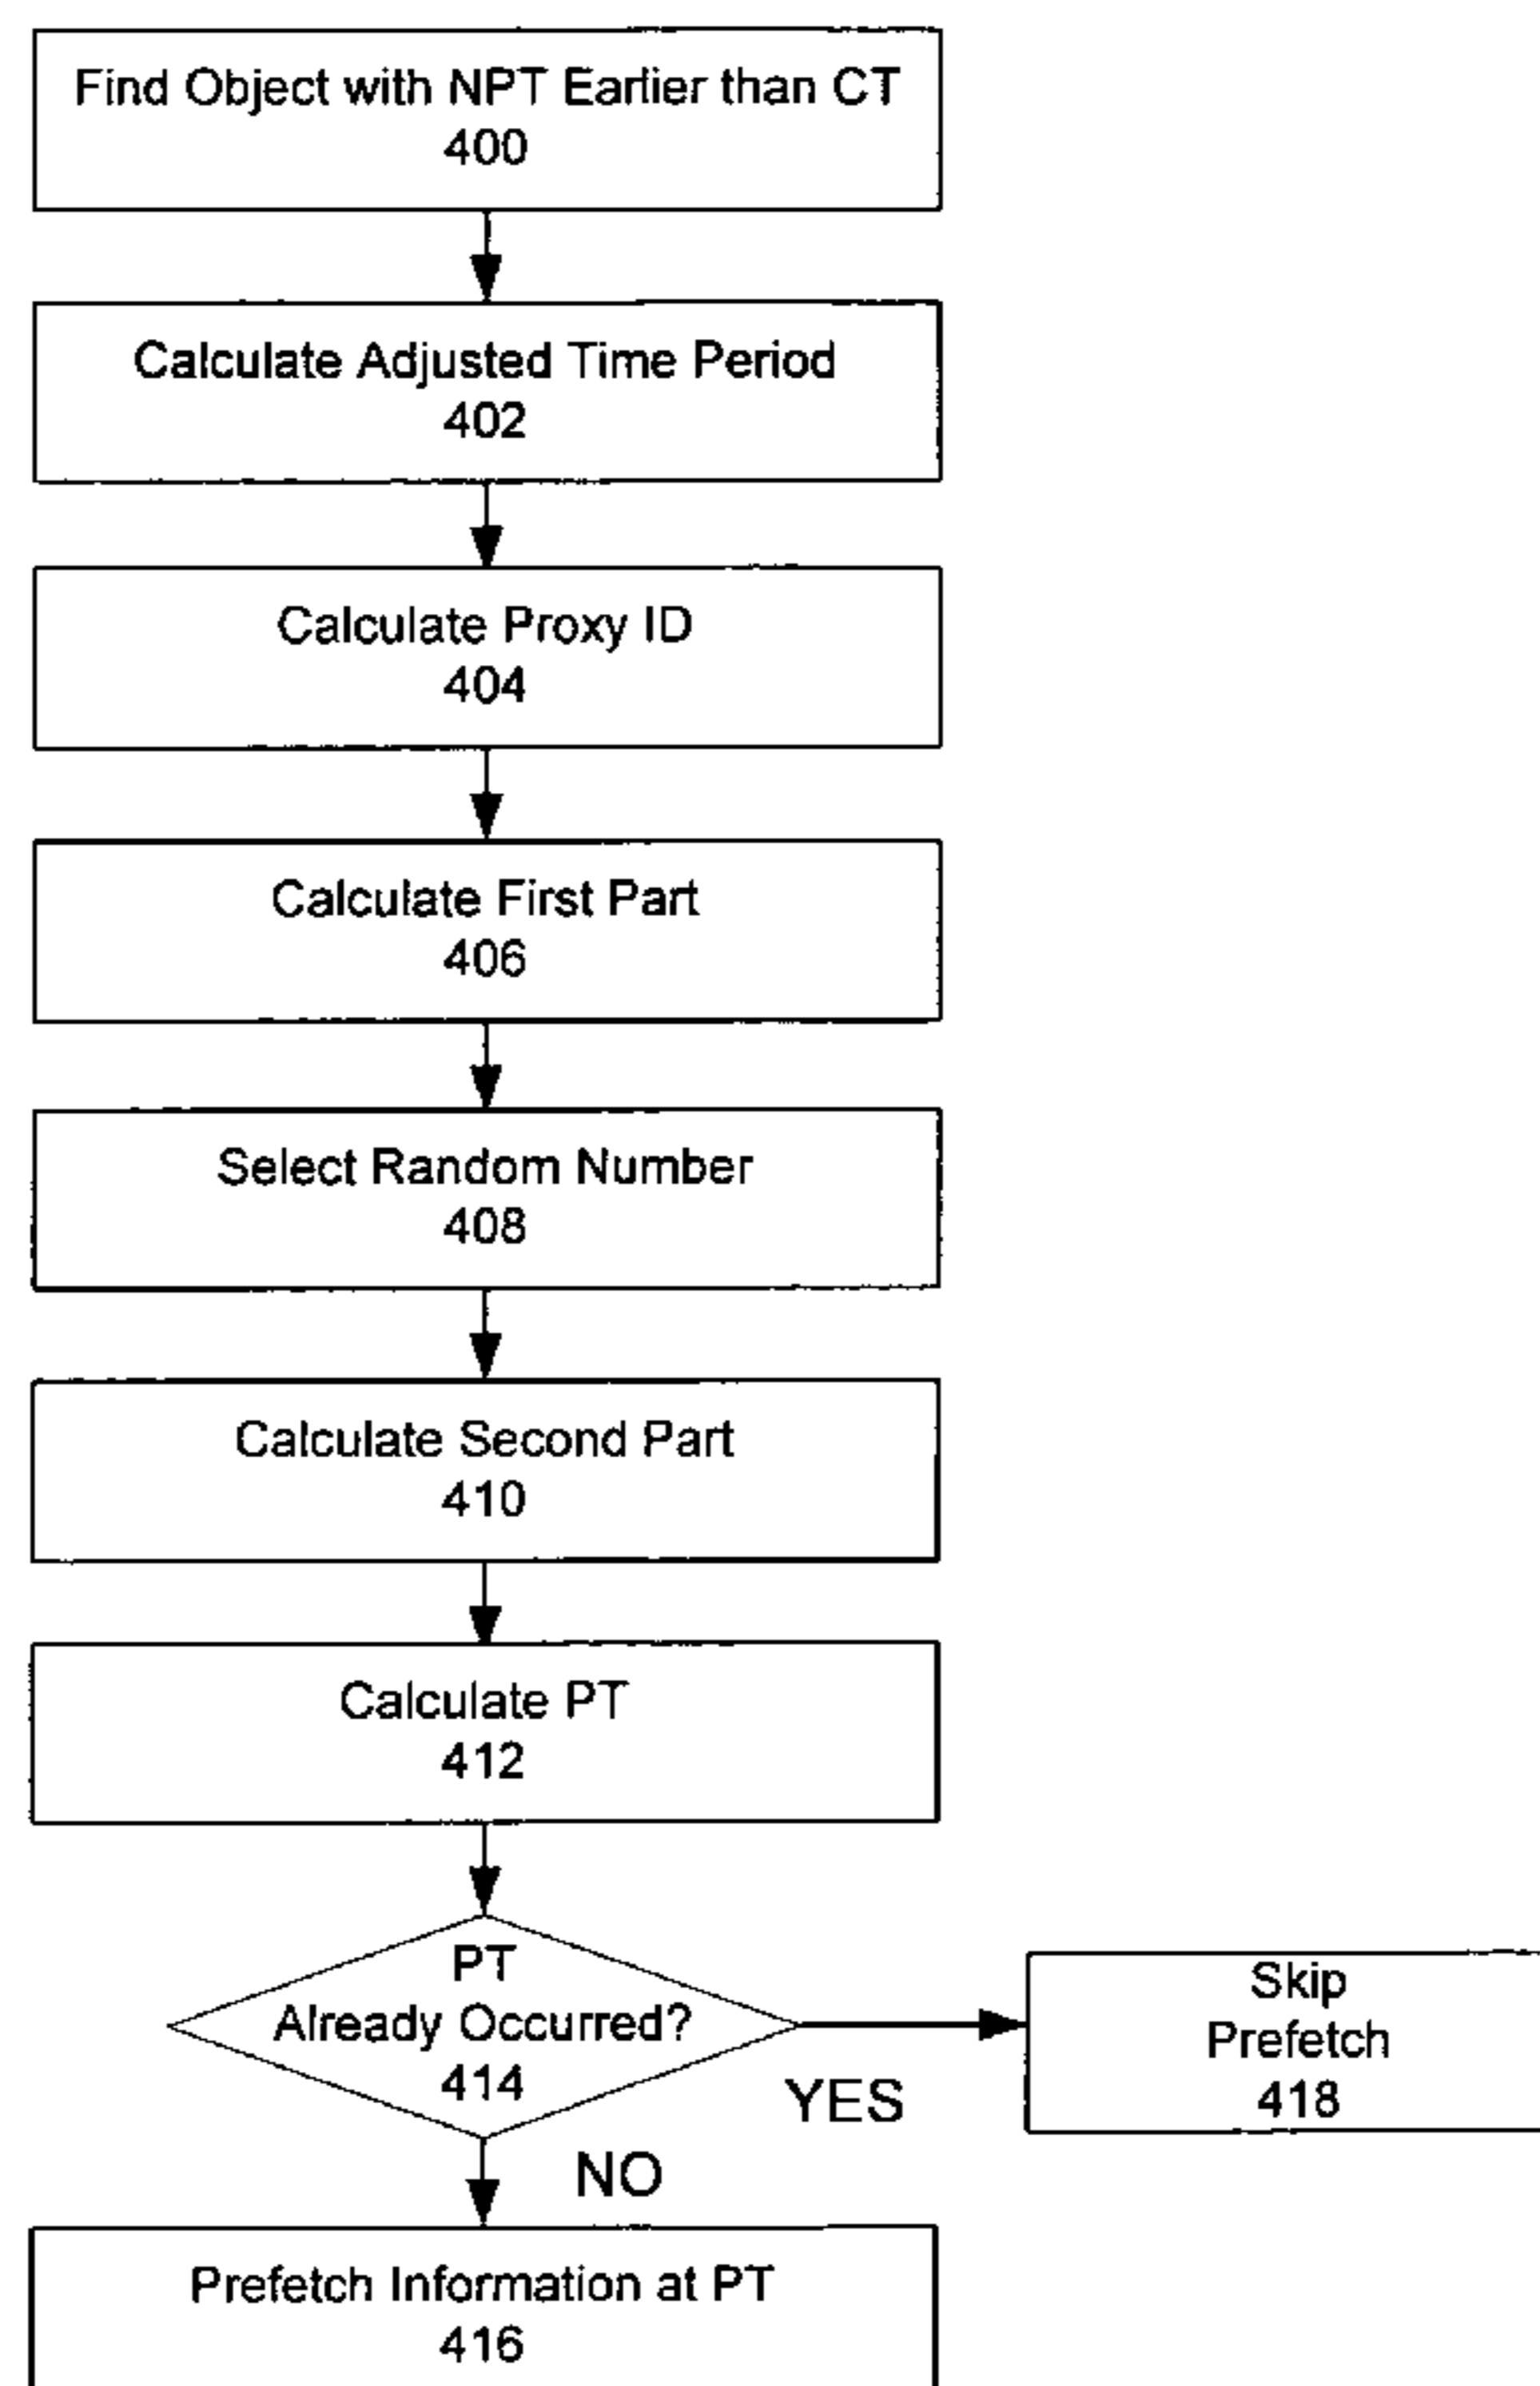 Find Object with NPT Earlier than CT
400
Calculate Adjusted Time Period
402
Calculate Proxy ID
404
Calculate First Part
406
Select Random Number
408
Calculate Second Part
410
Calculate PT
412
PT
Already Occurred?
414
YES
Skip
Prefetch
418
NO
Prefetch Information at PT
416